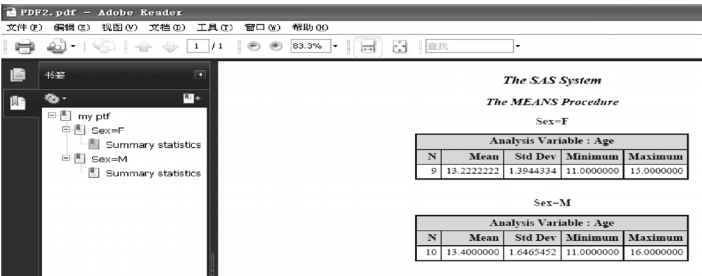 PDF2.pdf - Adobe Reader
文件(F) 编辑(E) 视图(V) 文档(D) 工具(T) 窗口(W) 帮助(H)
1 / 1 83.3% 查找
书签
my ptf
Sex=F
Summary statistics
Sex=M
Summary statistics
The SAS System
The MEANS Procedure
Sex=F
Analysis Variable : Age
N Mean Std Dev Minimum Maximum
9 13.2222222 1.3944334 11.0000000 15.0000000
Sex=M
Analysis Variable : Age
N Mean Std Dev Minimum Maximum
10 13.4000000 1.6465452 11.0000000 16.0000000